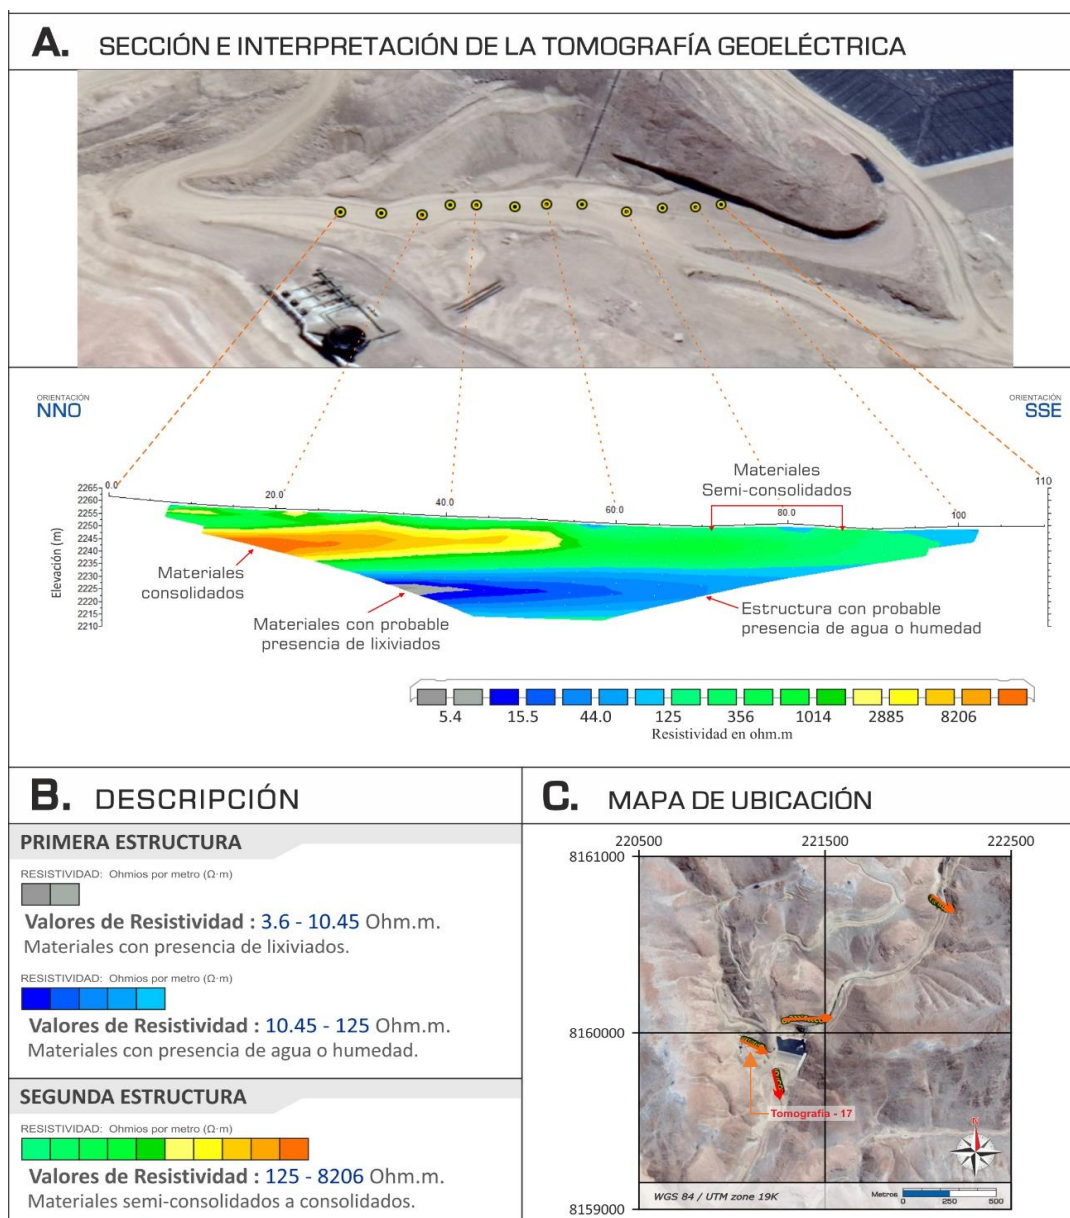 A. SECCIÓN E INTERPRETACIÓN DE LA TOMOGRAFÍA GEOELÉCTRICA
ORIENTACIÓN
NNO
ORIENTACIÓN
SSE
Elevación (m)
2265
2260
2255
2250
2245
2240
2235
2230
2225
2220
2215
2210
0.0
20.0
40.0
60.0
80.0
100
110
Materiales
Semi-consolidados
Materiales
consolidados
Materiales con probable
presencia de lixiviados
Estructura con probable
presencia de agua o humedad
5.4 15.5 44.0 125 356 1014 2885 8206
Resistividad en ohm.m
B. DESCRIPCIÓN
PRIMERA ESTRUCTURA
RESISTIVIDAD: Ohmios por metro (Ω·m)
Valores de Resistividad : 3.6 - 10.45 Ohm.m.
Materiales con presencia de lixiviados.
RESISTIVIDAD: Ohmios por metro (Ω·m)
Valores de Resistividad : 10.45 - 125 Ohm.m.
Materiales con presencia de agua o humedad.
SEGUNDA ESTRUCTURA
RESISTIVIDAD: Ohmios por metro (Ω·m)
Valores de Resistividad : 125 - 8206 Ohm.m.
Materiales semi-consolidados a consolidados.
C. MAPA DE UBICACIÓN
220500 221500 222500
8161000
8160000
8159000
Tomografia - 17
N
WGS 84 / UTM zone 19K
Metros
0 250 500